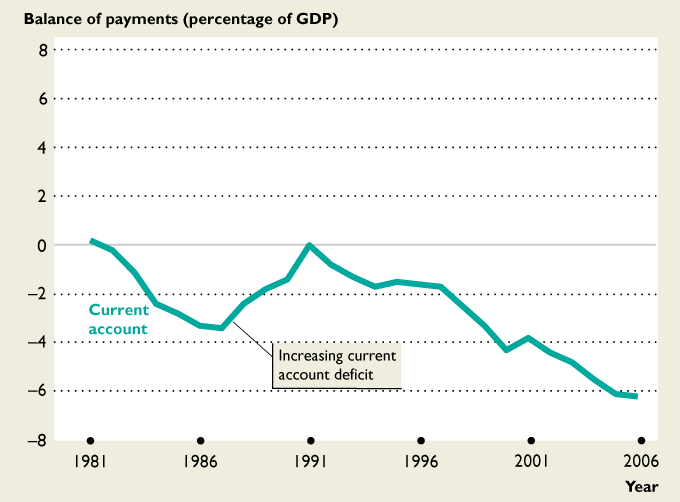 Balance of payments (percentage of GDP)
8
6
4
2
0
–2
–4
–6
–8
Current
account
Increasing current
account deficit
1981 1986 1991 1996 2001 2006
Year